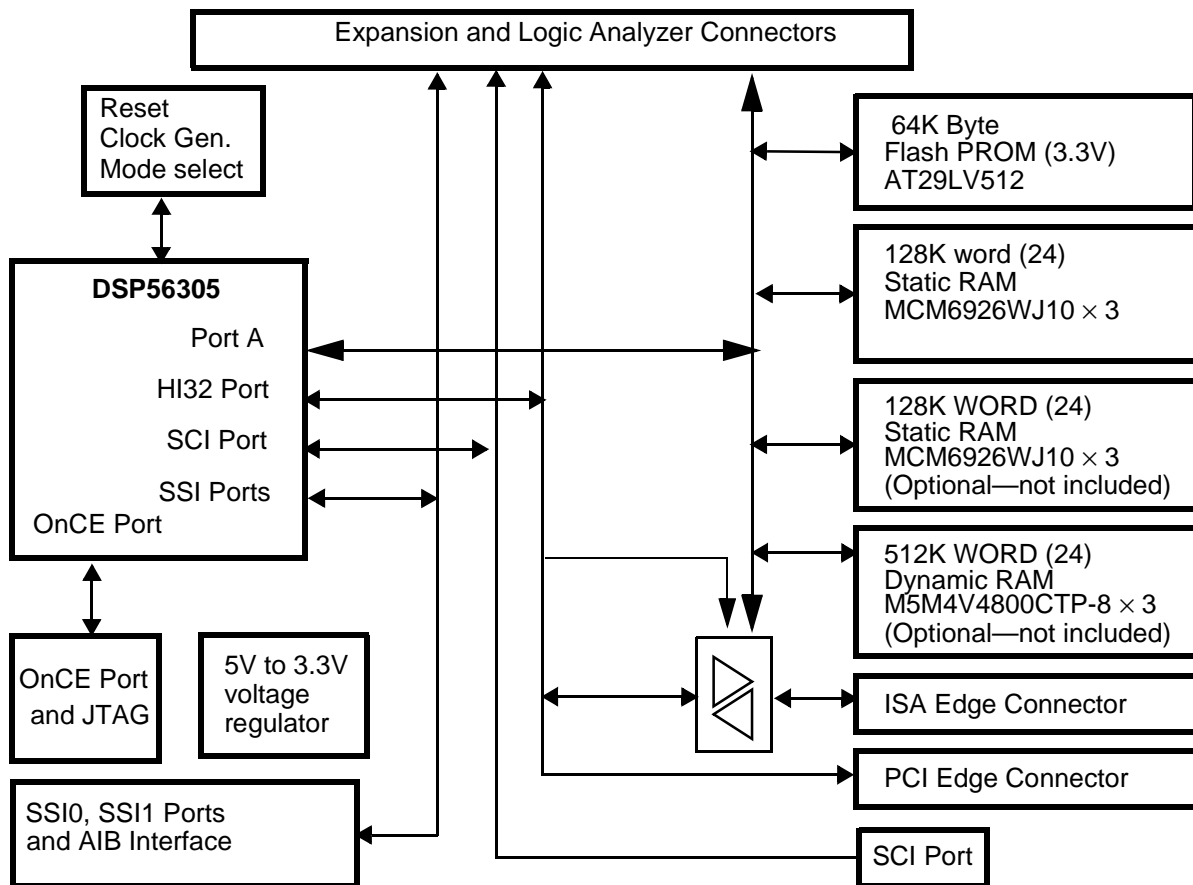 Expansion and Logic Analyzer Connectors
Reset
Clock Gen.
Mode select
64K Byte
Flash PROM (3.3V)
AT29LV512
DSP56305
Port A
HI32 Port
SCI Port
SSI Ports
OnCE Port
128K word (24)
Static RAM
MCM6926WJ10 × 3
128K WORD (24)
Static RAM
MCM6926WJ10 × 3
(Optional—not included)
512K WORD (24)
Dynamic RAM
M5M4V4800CTP-8 × 3
(Optional—not included)
OnCE Port
and JTAG
5V to 3.3V
voltage
regulator
ISA Edge Connector
PCI Edge Connector
SSI0, SSI1 Ports
and AIB Interface
SCI Port